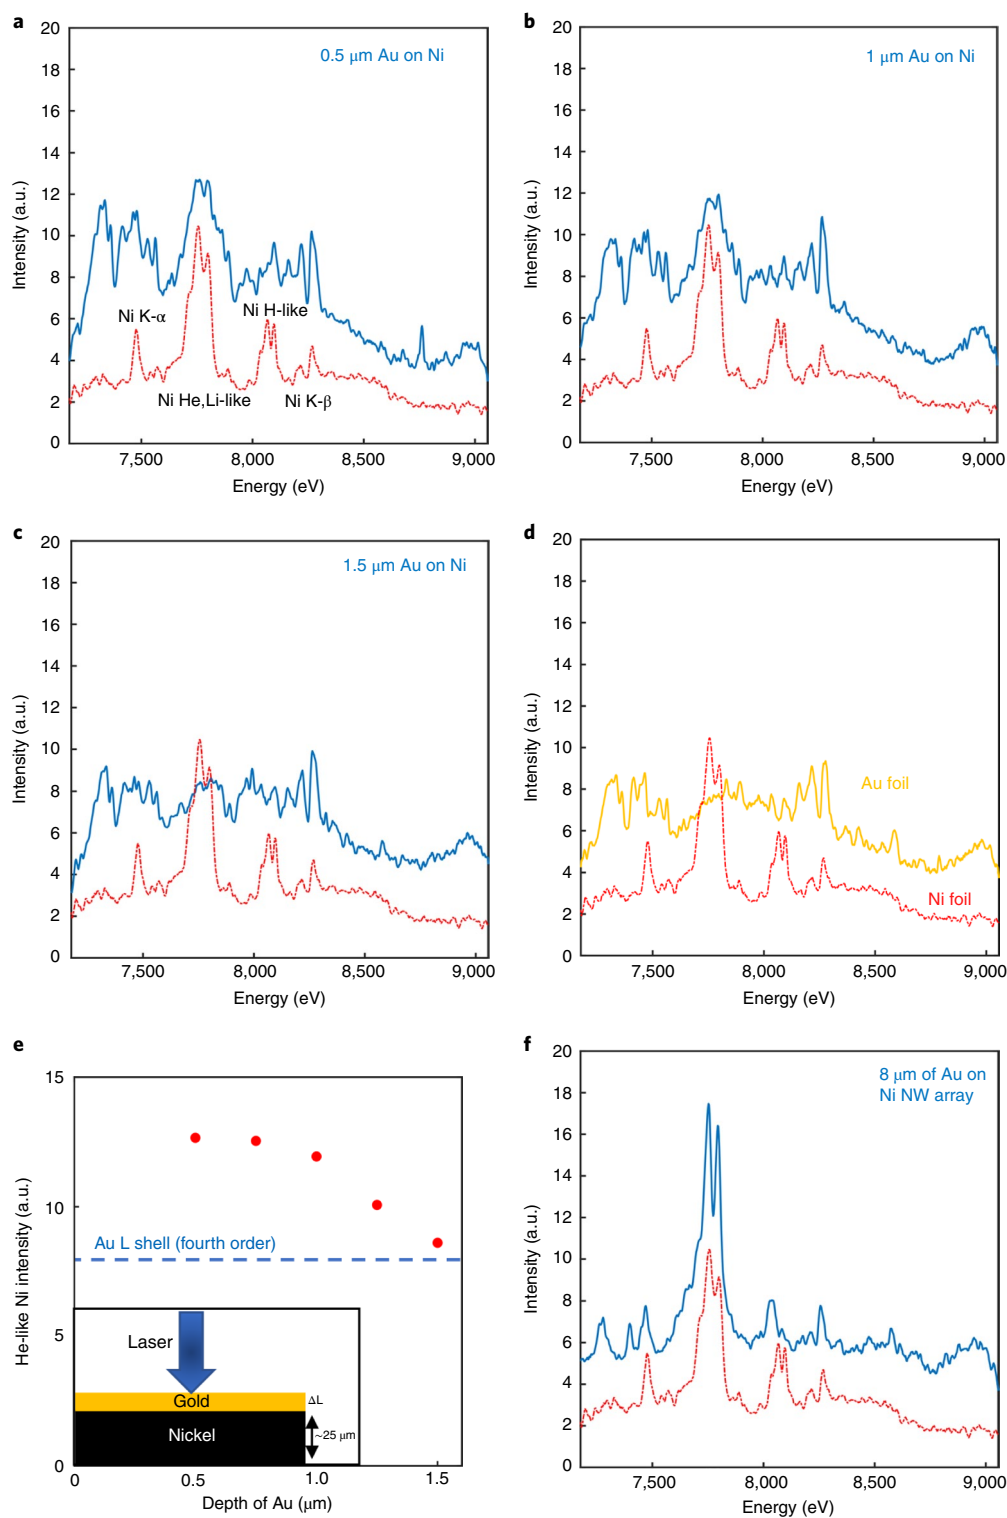 a
0.5 μm Au on Ni
20
18
16
14
12
10
8
6
4
2
0
Intensity (a.u.)
Ni K-α
Ni He,Li-like
Ni H-like
Ni K-β
7,500
8,000
8,500
9,000
Energy (eV)
b
1 μm Au on Ni
20
18
16
14
12
10
8
6
4
2
0
Intensity (a.u.)
7,500
8,000
8,500
9,000
Energy (eV)
c
1.5 μm Au on Ni
20
18
16
14
12
10
8
6
4
2
0
Intensity (a.u.)
7,500
8,000
8,500
9,000
Energy (eV)
d
20
18
16
14
12
10
8
6
4
2
0
Intensity (a.u.)
Au foil
Ni foil
7,500
8,000
8,500
9,000
Energy (eV)
e
15
10
5
0
He-like Ni intensity (a.u.)
Au L shell (fourth order)
Laser
Gold
ΔL
Nickel
~25 μm
0
0.5
1.0
1.5
Depth of Au (μm)
f
8 μm of Au on
Ni NW array
20
18
16
14
12
10
8
6
4
2
0
Intensity (a.u.)
7,500
8,000
8,500
9,000
Energy (eV)